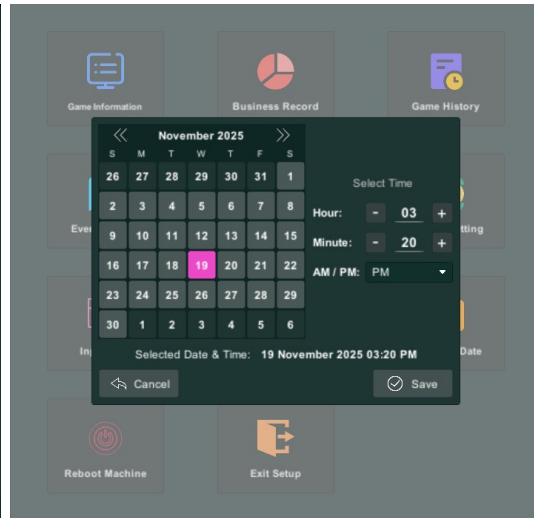 Game Information
Business Record
Game History
November 2025
S M T W T F S
26 27 28 29 30 31 1
2 3 4 5 6 7 8
9 10 11 12 13 14 15
16 17 18 19 20 21 22
23 24 25 26 27 28 29
30 1 2 3 4 5 6
Select Time
Hour: - 03 +
Minute: - 20 +
AM / PM: PM
Selected Date & Time: 19 November 2025 03:20 PM
Cancel
Save
Date
Reboot Machine
Exit Setup